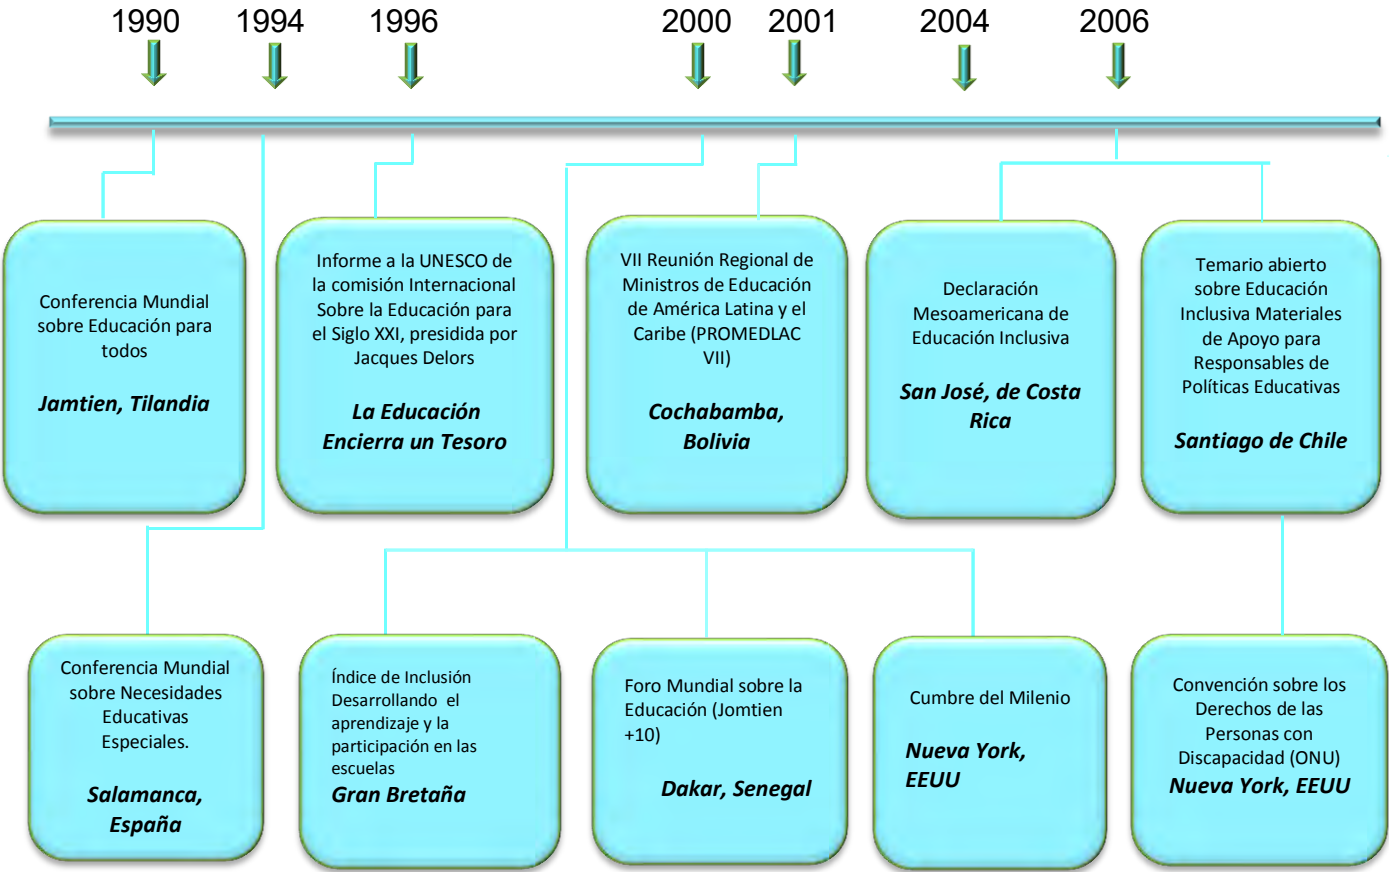 1990
1994
1996
2000
2001
2004
2006
Conferencia Mundial
sobre Educación para
todos
Jamtien, Tilandia
Informe a la UNESCO de
la comisión Internacional
Sobre la Educación para
el Siglo XXI, presidida por
Jacques Delors
La Educación
Encierra un Tesoro
VII Reunión Regional de
Ministros de Educación
de América Latina y el
Caribe (PROMEDLAC
VII)
Cochabamba,
Bolivia
Declaración
Mesoamericana de
Educación Inclusiva
San José, de Costa
Rica
Temario abierto
sobre Educación
Inclusiva Materiales
de Apoyo para
Responsables de
Políticas Educativas
Santiago de Chile
Conferencia Mundial
sobre Necesidades
Educativas
Especiales.
Salamanca,
España
Índice de Inclusión
Desarrollando  el
aprendizaje y la
participación en las
escuelas
Gran Bretaña
Foro Mundial sobre la
Educación (Jomtien
+10)
Dakar, Senegal
Cumbre del Milenio
Nueva York,
EEUU
Convención sobre los
Derechos de las
Personas con
Discapacidad (ONU)
Nueva York, EEUU